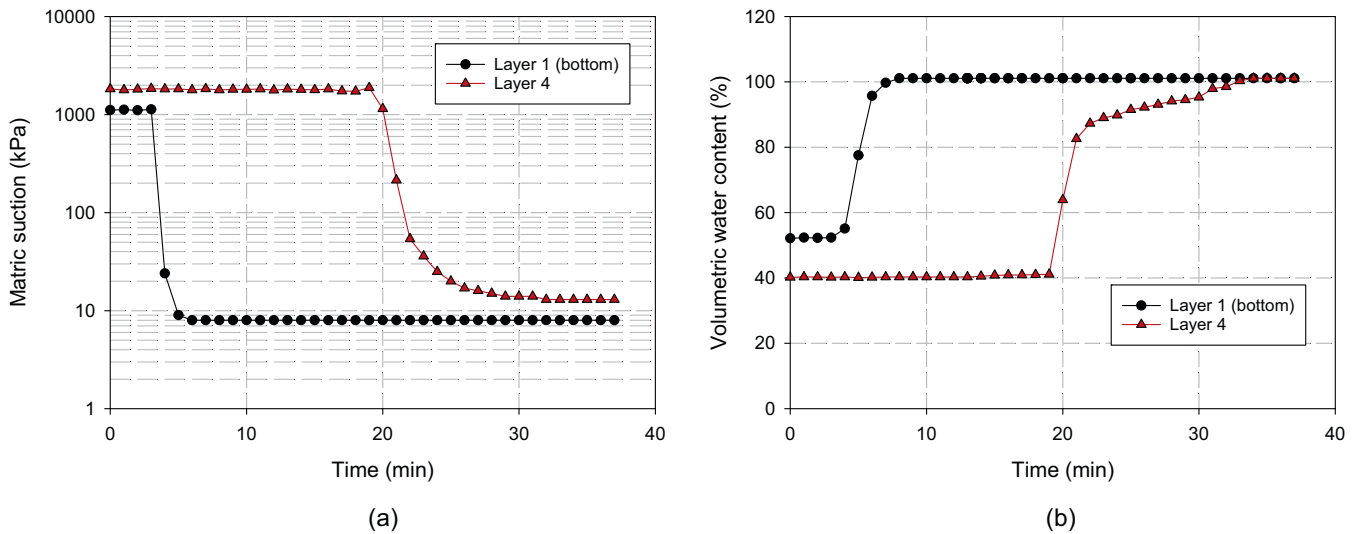 Matric suction (kPa)
10000
1000
100
10
1
0
10
20
30
40
Time (min)
Layer 1 (bottom)
Layer 4
(a)
Volumetric water content (%)
120
100
80
60
40
20
0
0
10
20
30
40
Time (min)
Layer 1 (bottom)
Layer 4
(b)